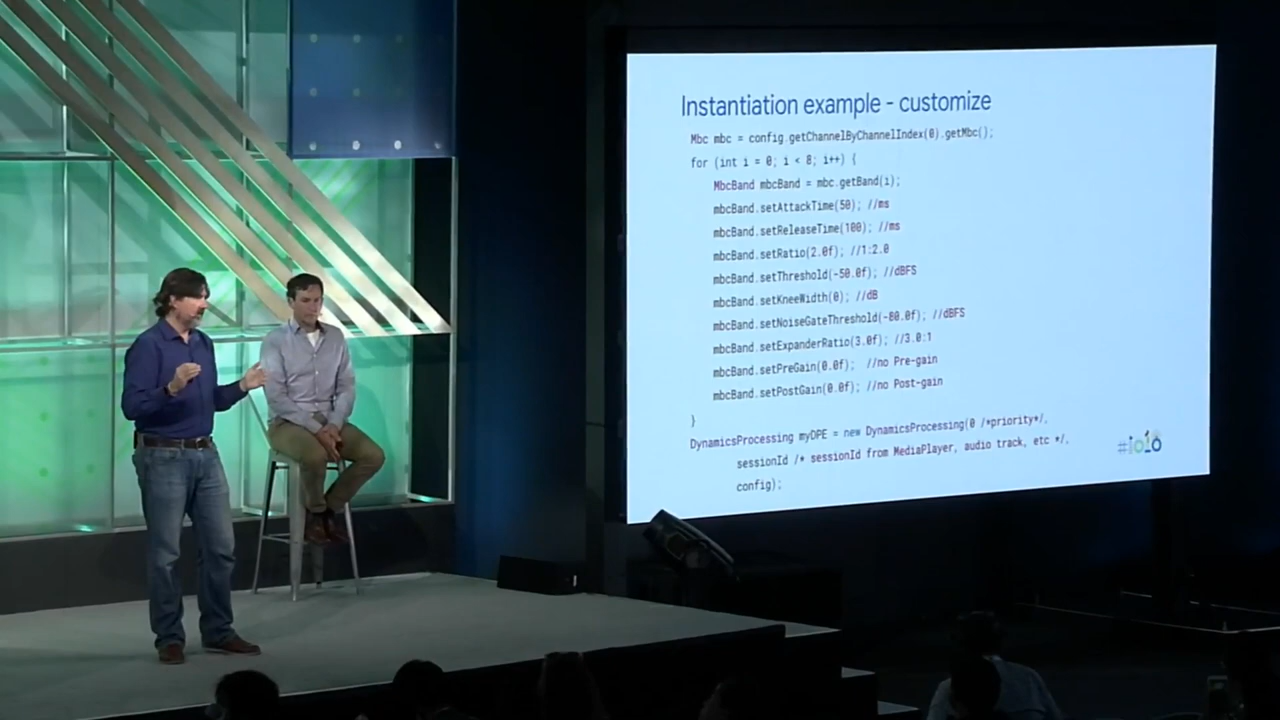 Instantiation example - customize
Mbc mbc = config.getChannelByChannelIndex(0).getMbc();
for (int i = 0; i < 8; i++) {
MbcBand mbcBand = mbc.getBand(i);
mbcBand.setAttackTime(50); //ms
mbcBand.setReleaseTime(100); //ms
mbcBand.setRatio(2.0f); //1:2.0
mbcBand.setThreshold(-50.0f); //dBFS
mbcBand.setKneeWidth(0); //dB
mbcBand.setNoiseGateThreshold(-80.0f); //dBFS
mbcBand.setExpanderRatio(3.0f); //3.0:1
mbcBand.setPreGain(0.0f); //no Pre-gain
mbcBand.setPostGain(0.0f); //no Post-gain
}
DynamicsProcessing myDPE = new DynamicsProcessing(0 /*priority*/,
sessionId /* sessionId from MediaPlayer, audio track, etc */,
config);
#io18